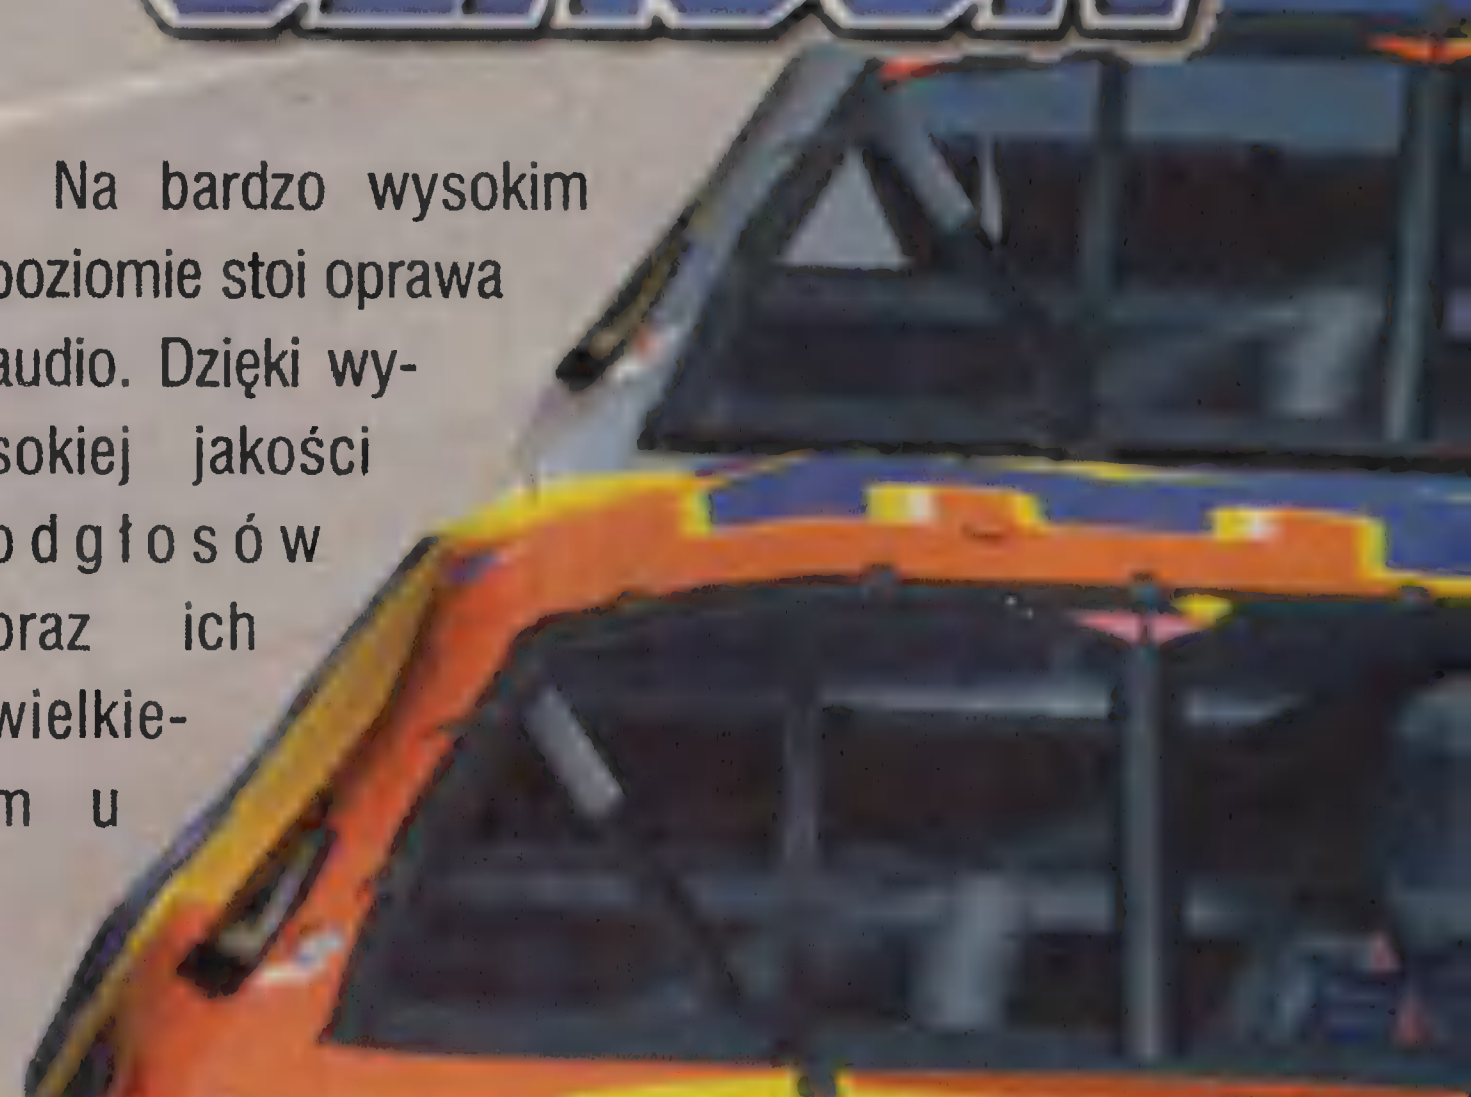 Na bardzo wysokim
poziomie stoi oprawa
audio. Dzięki wy-
sokiej jakości
odgłosów
oraz ich
wielkie-
m u